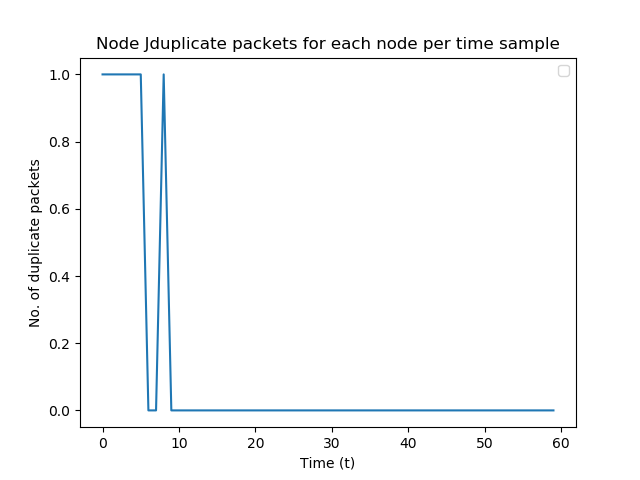 Node Jduplicate packets for each node per time sample
1.0
0.8
0.6
0.4
0.2
0.0
No. of duplicate packets
0 10 20 30 40 50 60
Time (t)